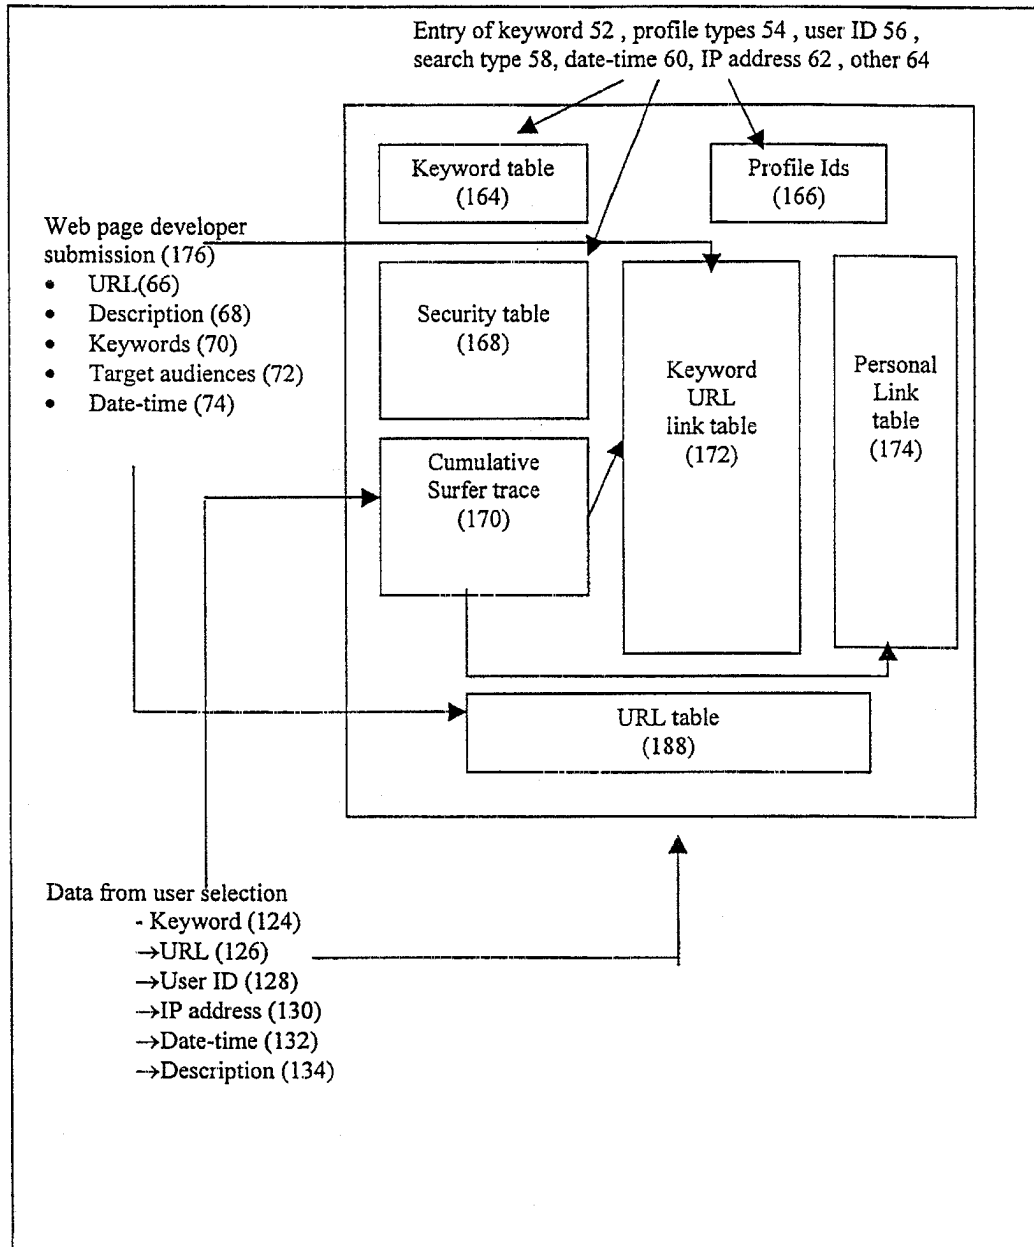 Entry of keyword 52 , profile types 54 , user ID 56 ,
search type 58, date-time 60, IP address 62 , other 64
Keyword table
(164)
Profile Ids
(166)
Web page developer
submission (176)
• URL(66)
• Description (68)
• Keywords (70)
• Target audiences (72)
• Date-time (74)
Security table
(168)
Keyword
URL
link table
(172)
Personal
Link
table
(174)
Cumulative
Surfer trace
(170)
URL table
(188)
Data from user selection
- Keyword (124)
→URL (126)
→User ID (128)
→IP address (130)
→Date-time (132)
→Description (134)